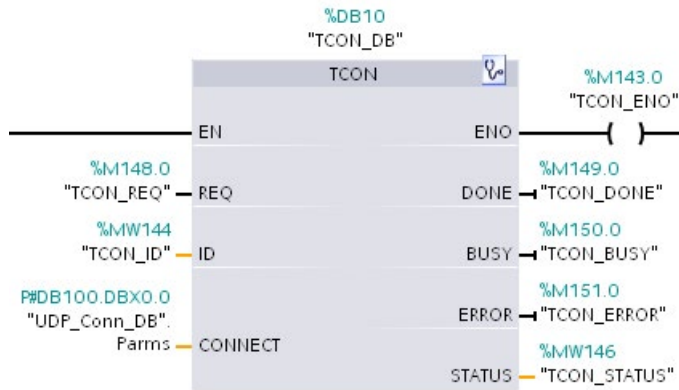 %DB10
"TCON_DB"
TCON
%M143.0
"TCON_ENO"
EN
ENO
%M148.0
"TCON_REQ"
REQ
DONE
%M149.0
"TCON_DONE"
%MW144
"TCON_ID"
ID
BUSY
%M150.0
"TCON_BUSY"
P#DB100.DBX0.0
"UDP_Conn_DB".
Parms
CONNECT
ERROR
%M151.0
"TCON_ERROR"
STATUS
%MW146
"TCON_STATUS"